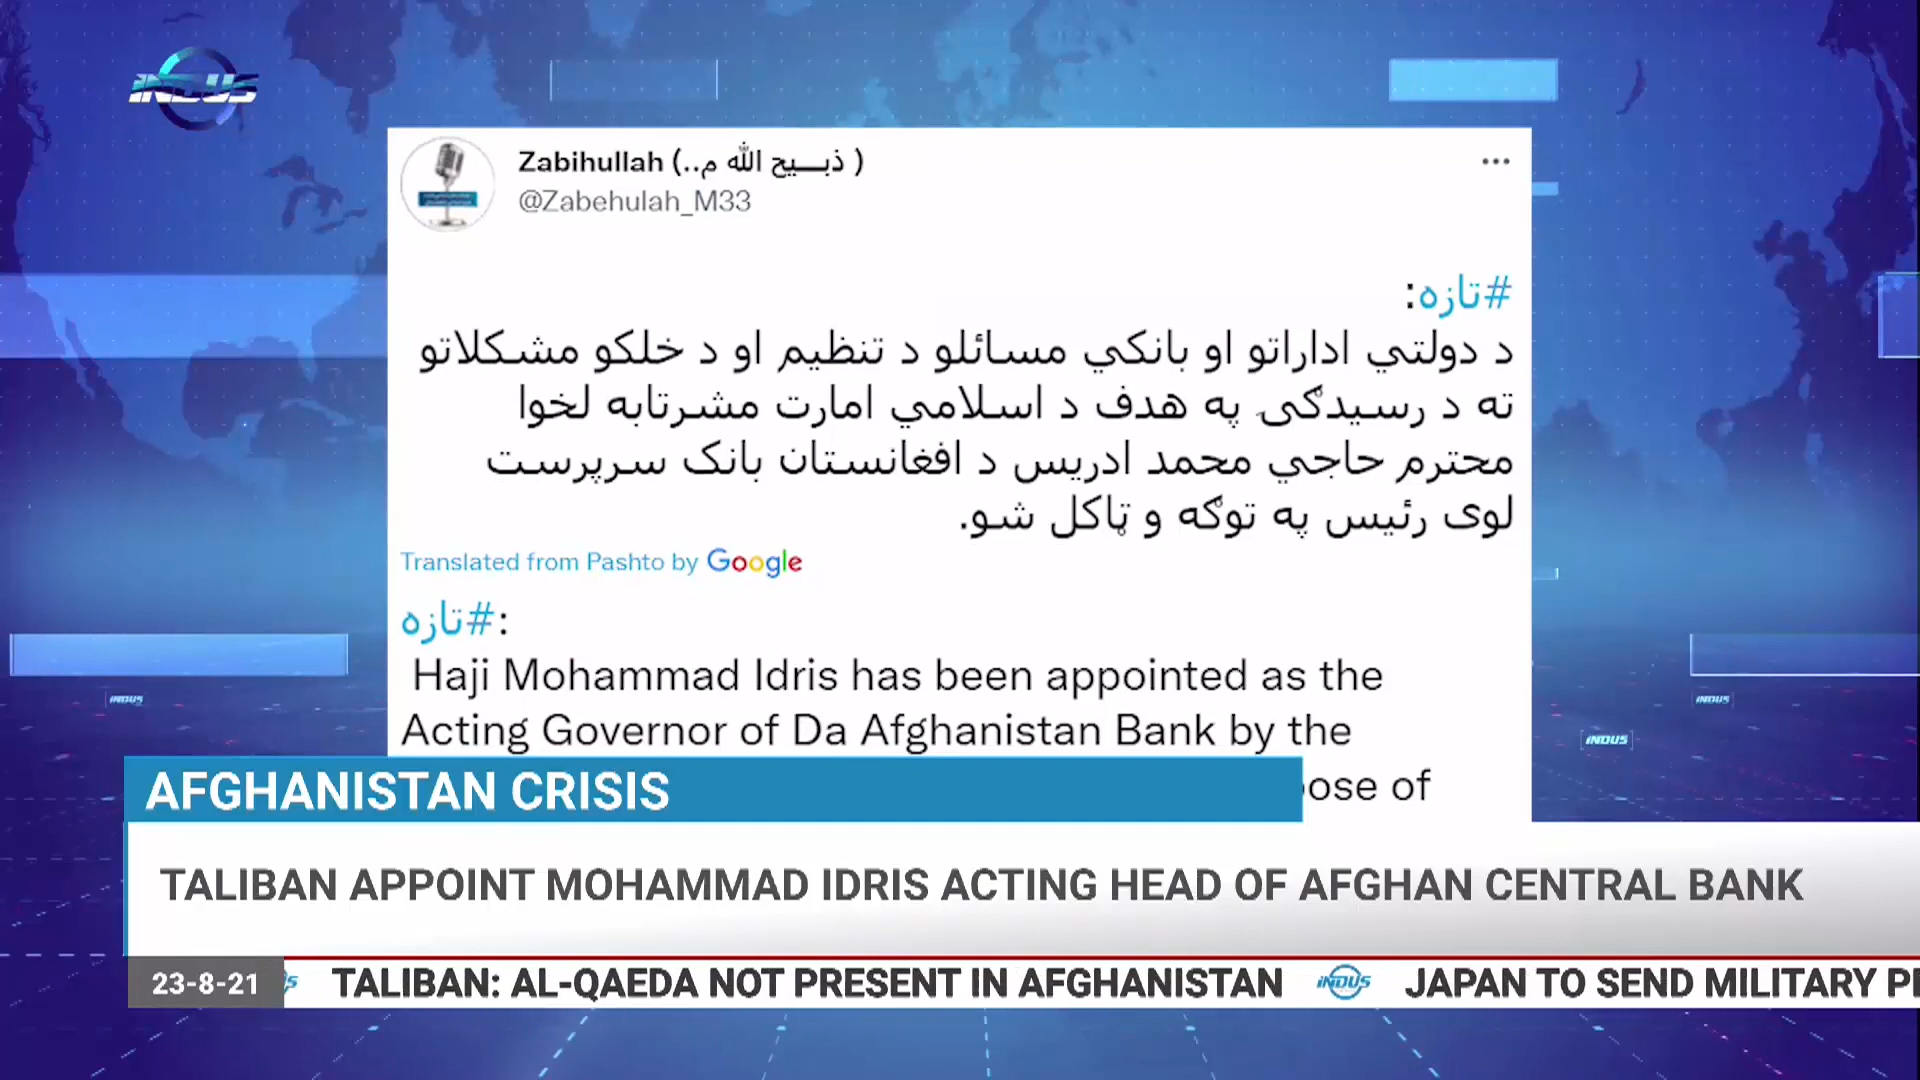 INDUS
Zabihullah (..ذبـــیح الله م )
@Zabehulah_M33
#تازه:
د دولتي اداراتو او بانکي مسائلو د تنظیم او د خلکو مشکلاتو
ته د رسیدګۍ په هدف د اسلامي امارت مشرتابه لخوا
محترم حاجي محمد ادریس د افغانستان بانک سرپرست
لوی رئیس په توګه و ټاکل شو.
Translated from Pashto by Google
#تازه:
Haji Mohammad Idris has been appointed as the
Acting Governor of Da Afghanistan Bank by the
of
INDUS
INDUS
INDUS
AFGHANISTAN CRISIS
TALIBAN APPOINT MOHAMMAD IDRIS ACTING HEAD OF AFGHAN CENTRAL BANK
23-8-21 TALIBAN: AL-QAEDA NOT PRESENT IN AFGHANISTAN INDUS JAPAN TO SEND MILITARY